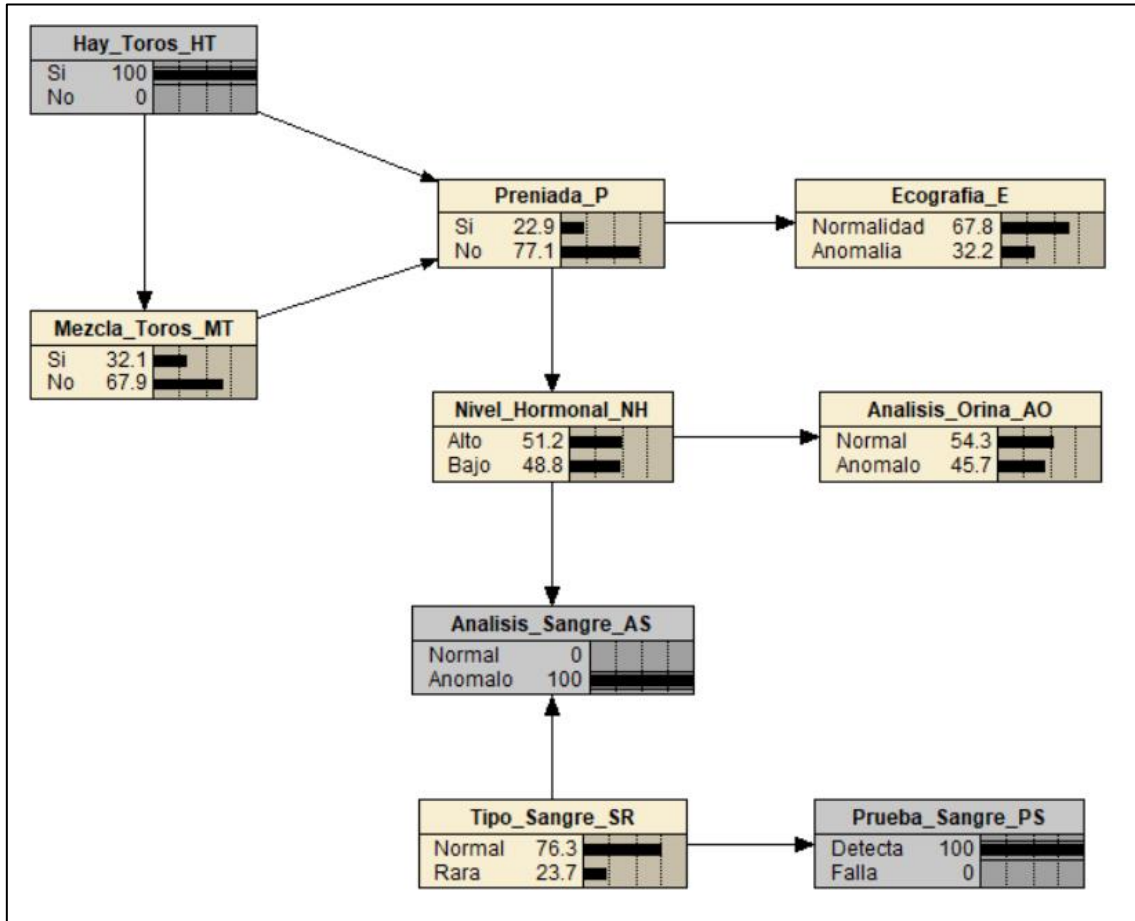 Hay_Toros_HT
Si 100
No 0
Preniada_P
Si 22.9
No 77.1
Ecografia_E
Normalidad 67.8
Anomalia 32.2
Mezcla_Toros_MT
Si 32.1
No 67.9
Nivel_Hormonal_NH
Alto 51.2
Bajo 48.8
Analisis_Orina_AO
Normal 54.3
Anomalo 45.7
Analisis_Sangre_AS
Normal 0
Anomalo 100
Tipo_Sangre_SR
Normal 76.3
Rara 23.7
Prueba_Sangre_PS
Detecta 100
Falla 0